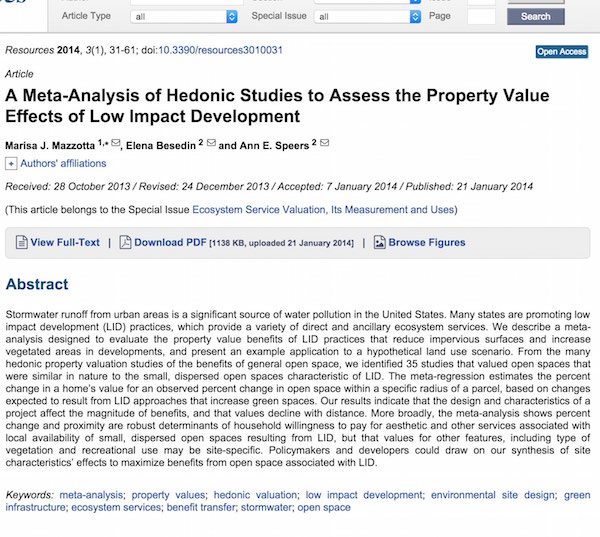 Article Type all Special Issue all Page Search
Resources 2014, 3(1), 31-61; doi:10.3390/resources3010031
Open Access
Article
A Meta-Analysis of Hedonic Studies to Assess the Property Value
Effects of Low Impact Development
Marisa J. Mazzotta 1,* , Elena Besedin 2 and Ann E. Speers 2
+ Authors' affiliations
Received: 28 October 2013 / Revised: 24 December 2013 / Accepted: 7 January 2014 / Published: 21 January 2014
(This article belongs to the Special Issue Ecosystem Service Valuation, Its Measurement and Uses)
View Full-Text | Download PDF [1138 KB, uploaded 21 January 2014] | Browse Figures
Abstract
Stormwater runoff from urban areas is a significant source of water pollution in the United States. Many states are promoting low
impact development (LID) practices, which provide a variety of direct and ancillary ecosystem services. We describe a meta-
analysis designed to evaluate the property value benefits of LID practices that reduce impervious surfaces and increase
vegetated areas in developments, and present an example application to a hypothetical land use scenario. From the many
hedonic property valuation studies of the benefits of general open space, we identified 35 studies that valued open spaces that
were similar in nature to the small, dispersed open spaces characteristic of LID. The meta-regression estimates the percent
change in a home's value for an observed percent change in open space within a specific radius of a parcel, based on changes
expected to result from LID approaches that increase green spaces. Our results indicate that the design and characteristics of a
project affect the magnitude of benefits, and that values decline with distance. More broadly, the meta-analysis shows percent
change and proximity are robust determinants of household willingness to pay for aesthetic and other services associated with
local availability of small, dispersed open spaces resulting from LID, but that values for other features, including type of
vegetation and recreational use may be site-specific. Policymakers and developers could draw on our synthesis of site
characteristics' effects to maximize benefits from open space associated with LID.
Keywords: meta-analysis; property values; hedonic valuation; low impact development; environmental site design; green
infrastructure; ecosystem services; benefit transfer; stormwater; open space